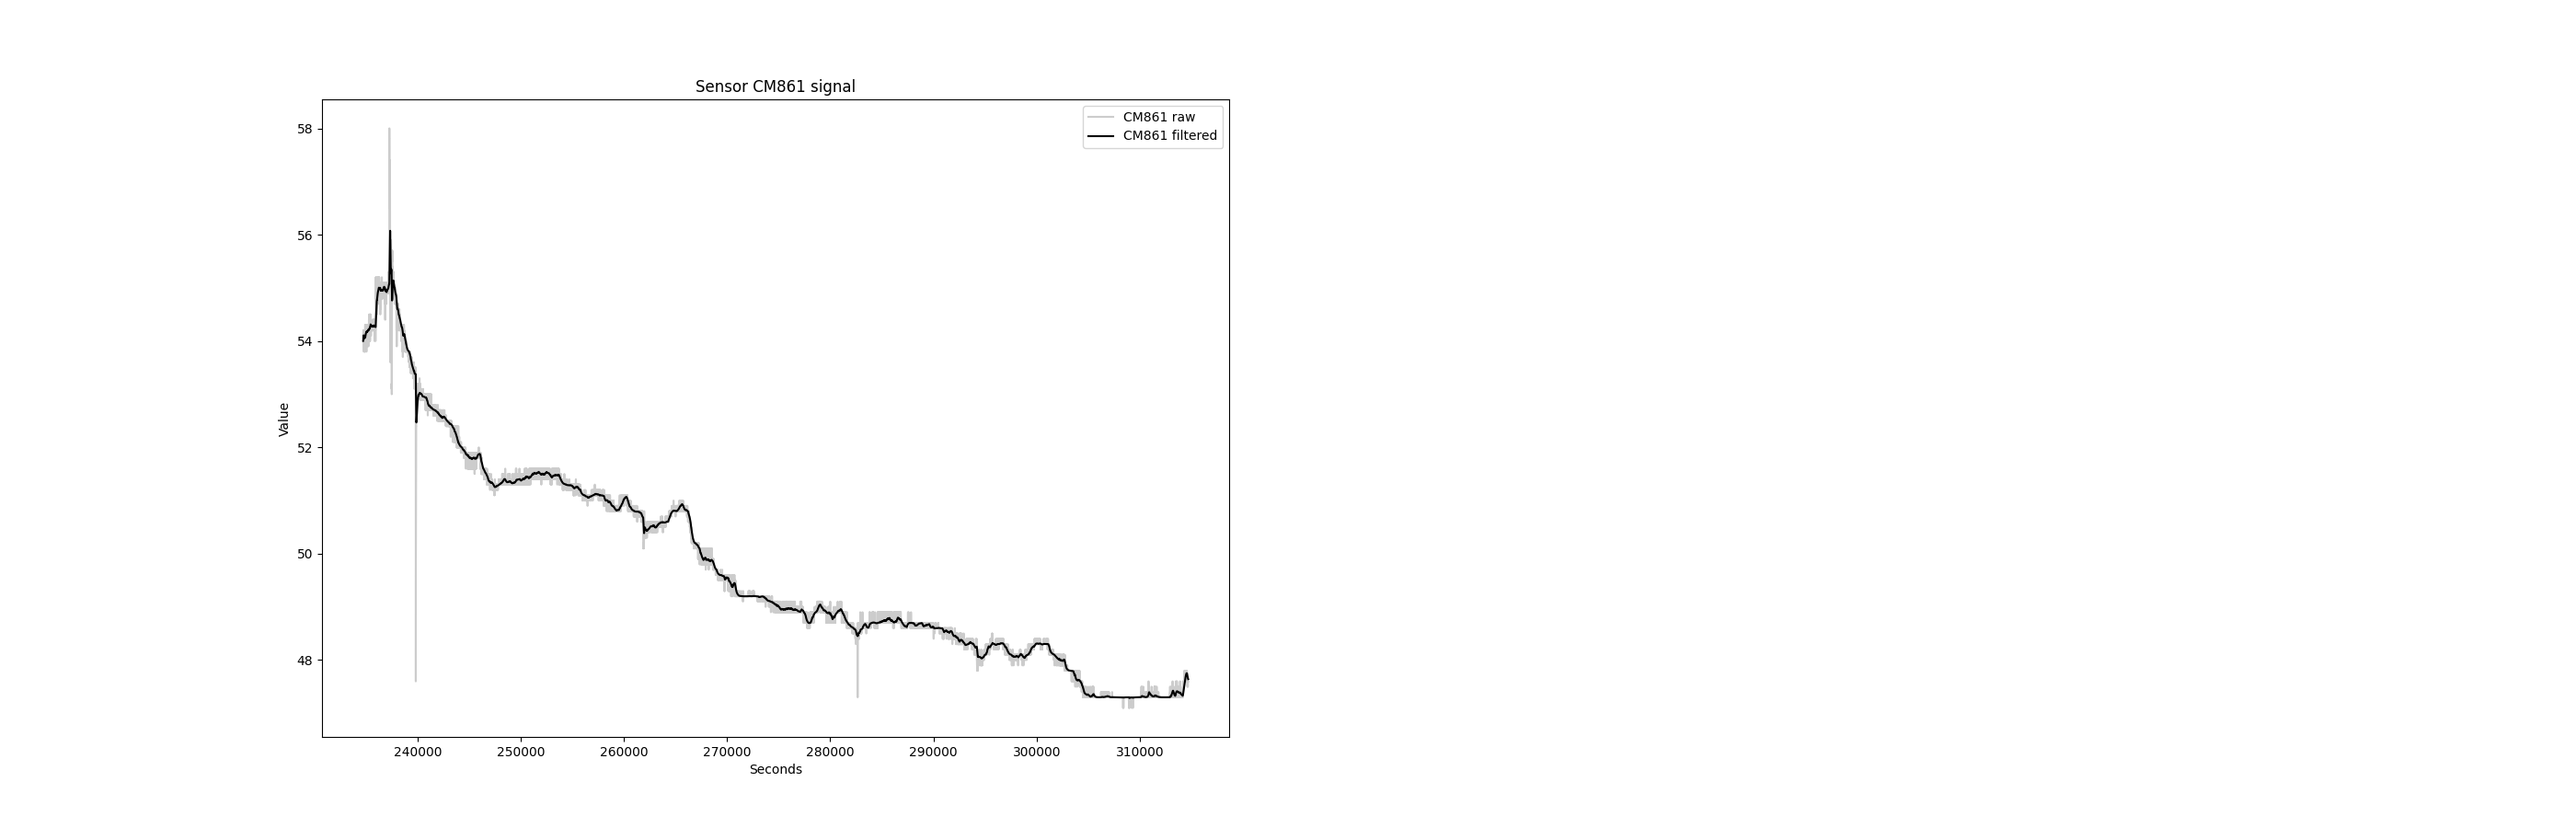 Sensor CM861 signal
CM861 raw
CM861 filtered
58
56
54
52
50
48
Value
240000 250000 260000 270000 280000 290000 300000 310000
Seconds